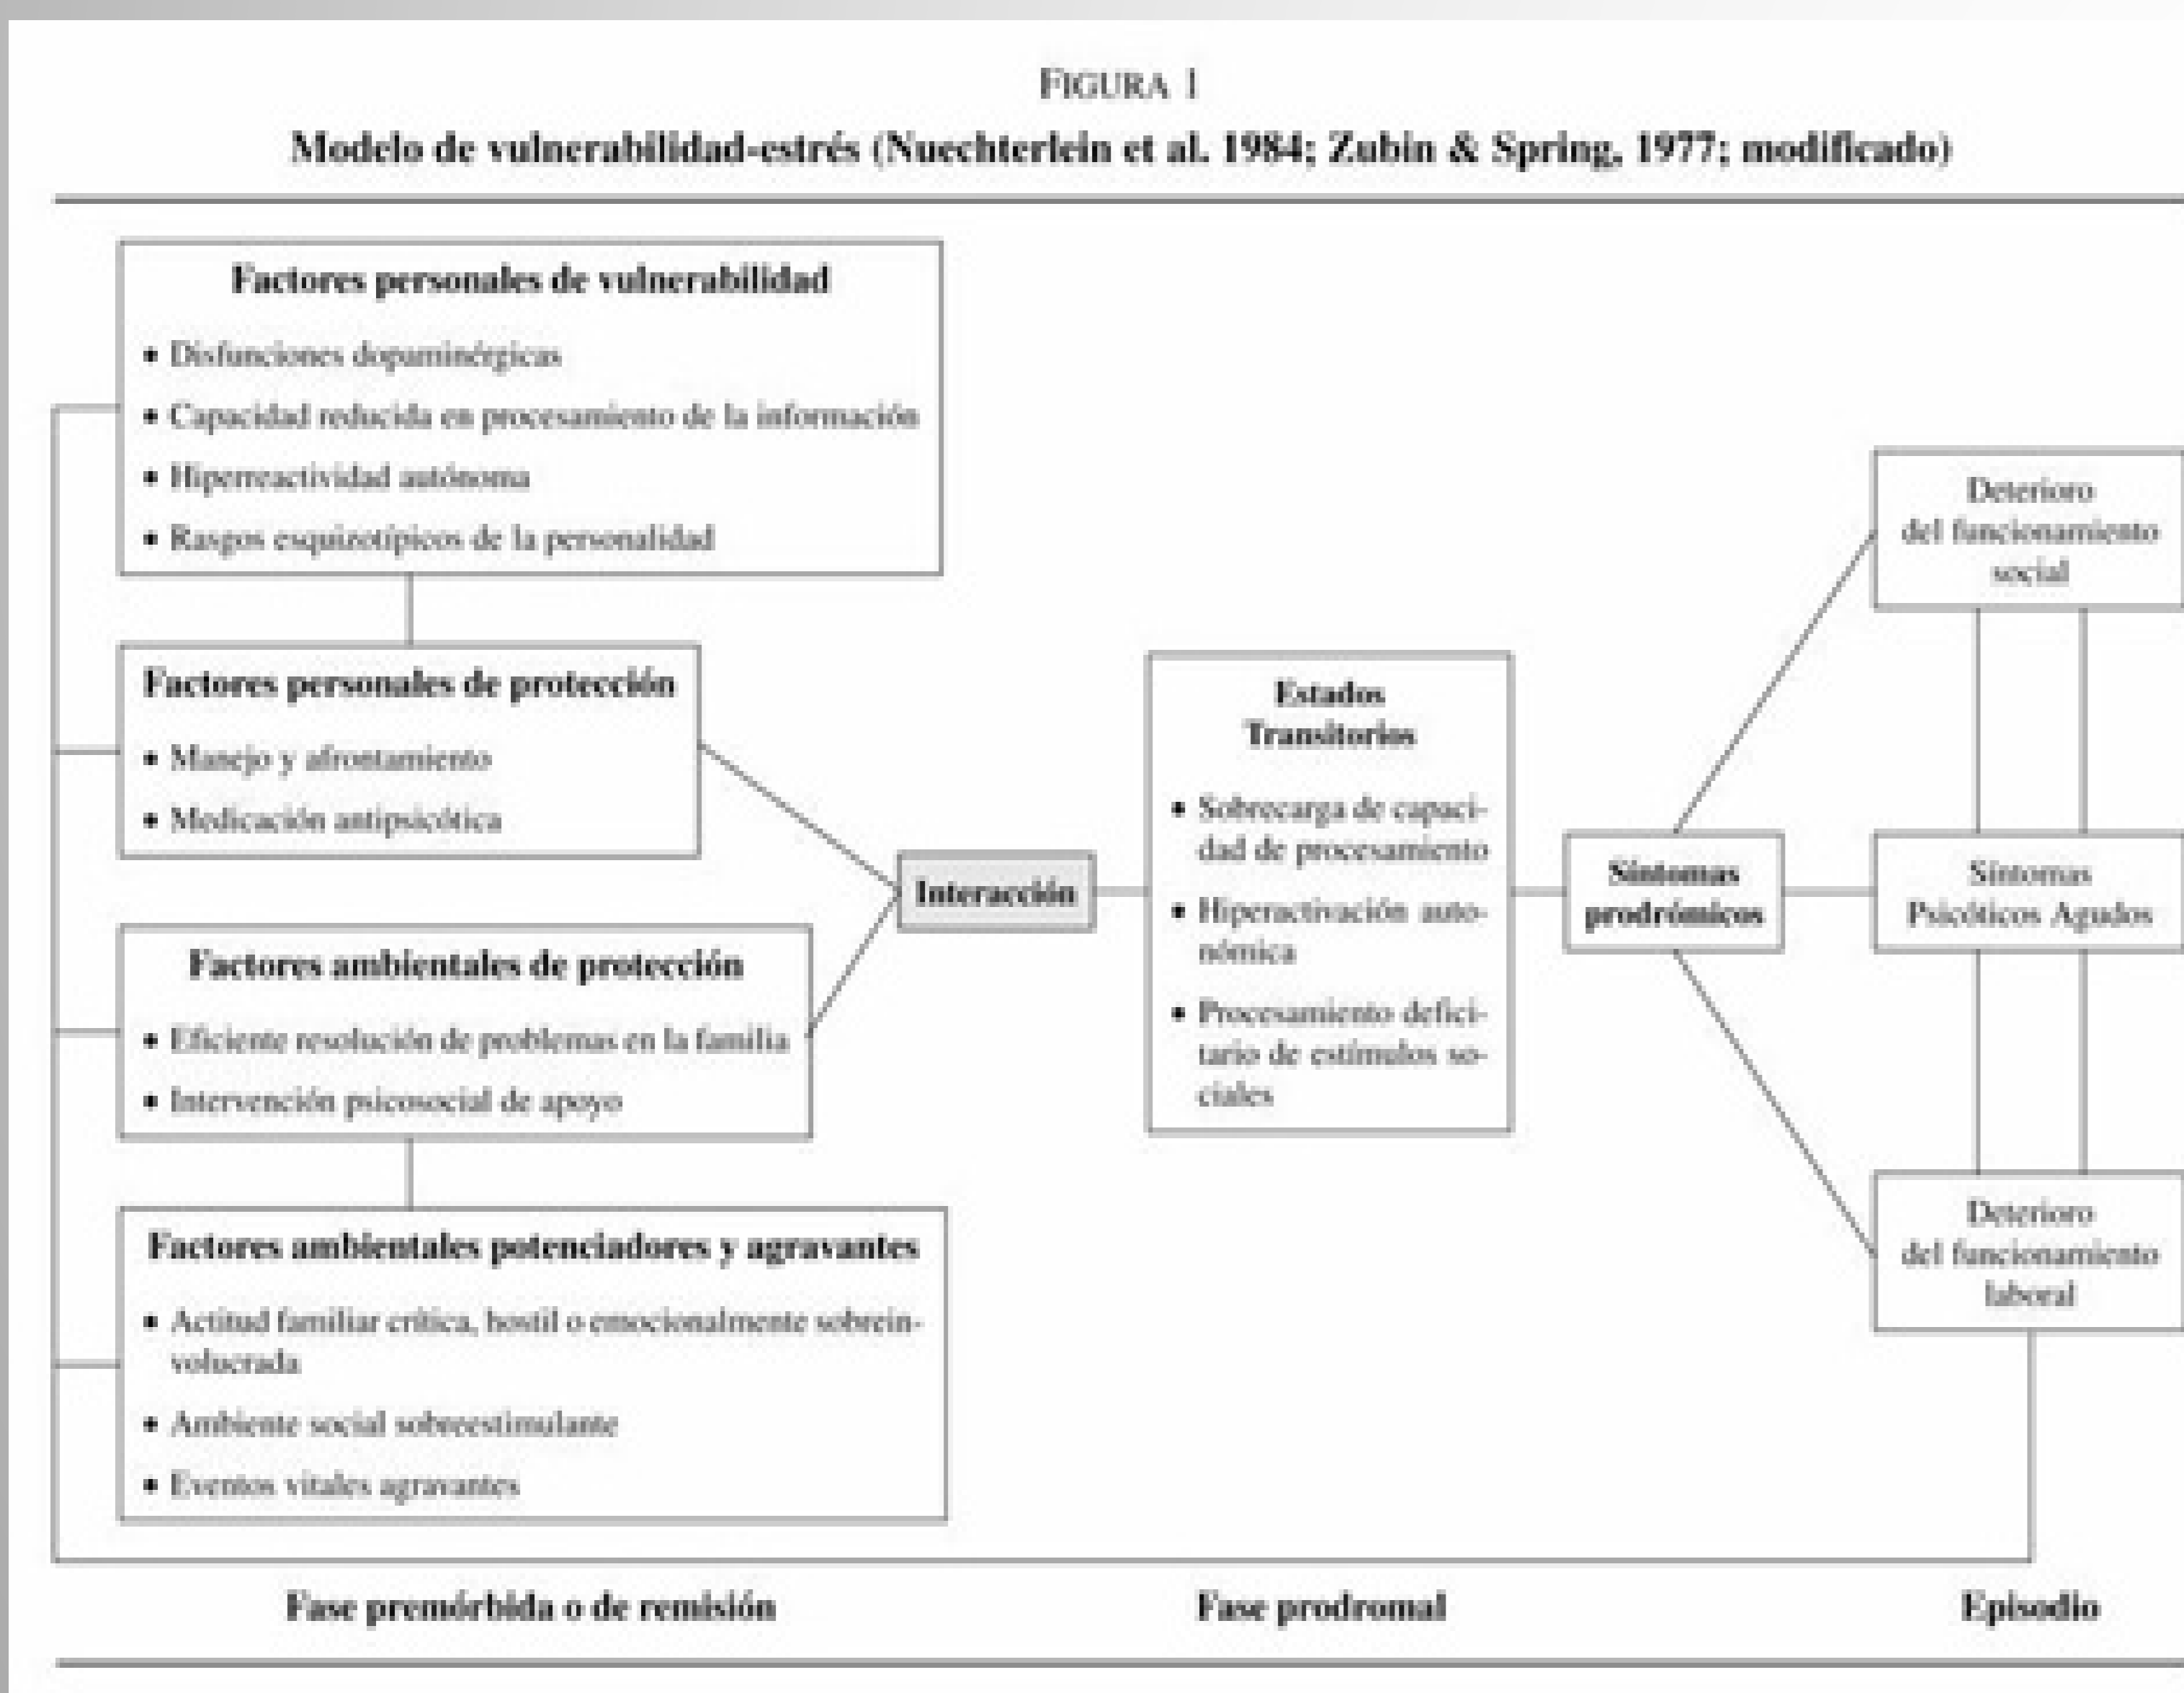 FIGURA 1
Modelo de vulnerabilidad-estrés (Nuechterlein et al. 1984; Zubin & Spring, 1977; modificado)
Factores personales de vulnerabilidad
• Disfunciones dopaminérgicas
• Capacidad reducida en procesamiento de la información
• Hiperreactividad autónoma
• Rasgos esquizotípicos de la personalidad
Factores personales de protección
• Manejo y afrontamiento
• Medicación antipsicótica
Factores ambientales de protección
• Eficiente resolución de problemas en la familia
• Intervención psicosocial de apoyo
Factores ambientales potenciadores y agravantes
• Actitud familiar crítica, hostil o emocionalmente sobrein-
volucrada
• Ambiente social sobreestimulante
• Eventos vitales agravantes
Interacción
Estados
Transitorios
• Sobrecarga de capaci-
dad de procesamiento
• Hiperactivación auto-
nómica
• Procesamiento defici-
tario de estímulos so-
ciales
Síntomas
prodrómicos
Deterioro
del funcionamiento
social
Síntomas
Psicóticos Agudos
Deterioro
del funcionamiento
laboral
Fase premórbida o de remisión
Fase prodromal
Episodio